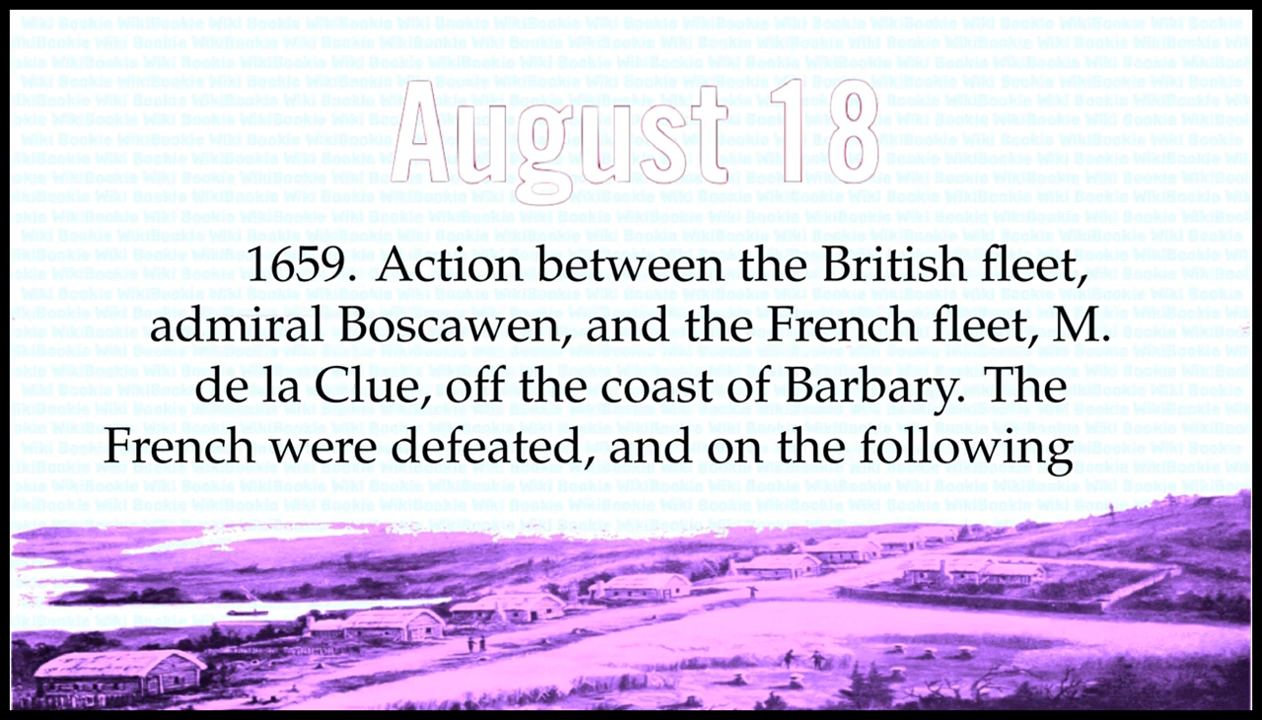 August 18
1659. Action between the British fleet,
admiral Boscawen, and the French fleet, M.
de la Clue, off the coast of Barbary. The
French were defeated, and on the following